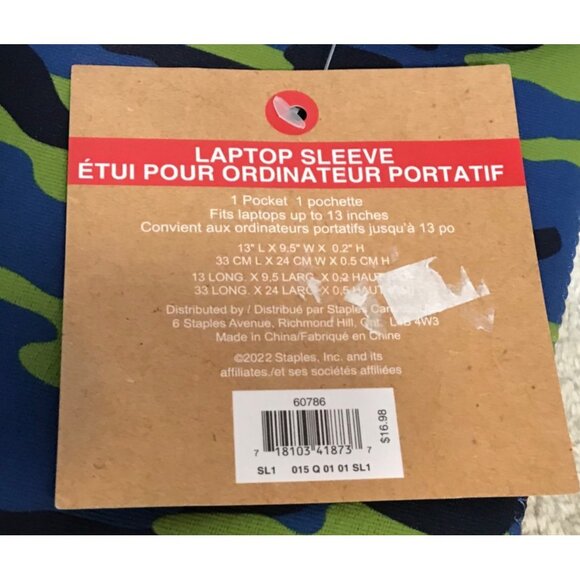 LAPTOP SLEEVE
ÉTUI POUR ORDINATEUR PORTATIF
1 Pocket 1 pochette
Fits laptops up to 13 inches
Convient aux ordinateurs portatifs jusqu'à 13 po
13" L X 9.5" W X 0.2" H
33 CM L X 24 CM W X 0.5 CM H
13 LONG. X 9,5 LARG. X 0,2 HAUT
33 LONG. X 24 LARG. X 0,5 HAUT
Distributed by / Distribué par Staples
6 Staples Avenue, Richmond Hill, Ont. 4W3
Made in China/Fabriqué en Chine
©2022 Staples, Inc. and its
affiliates./et ses sociétés affiliées
60786
7 18103 41873 7
SL1 015 Q 01 01 SL1
$16.98